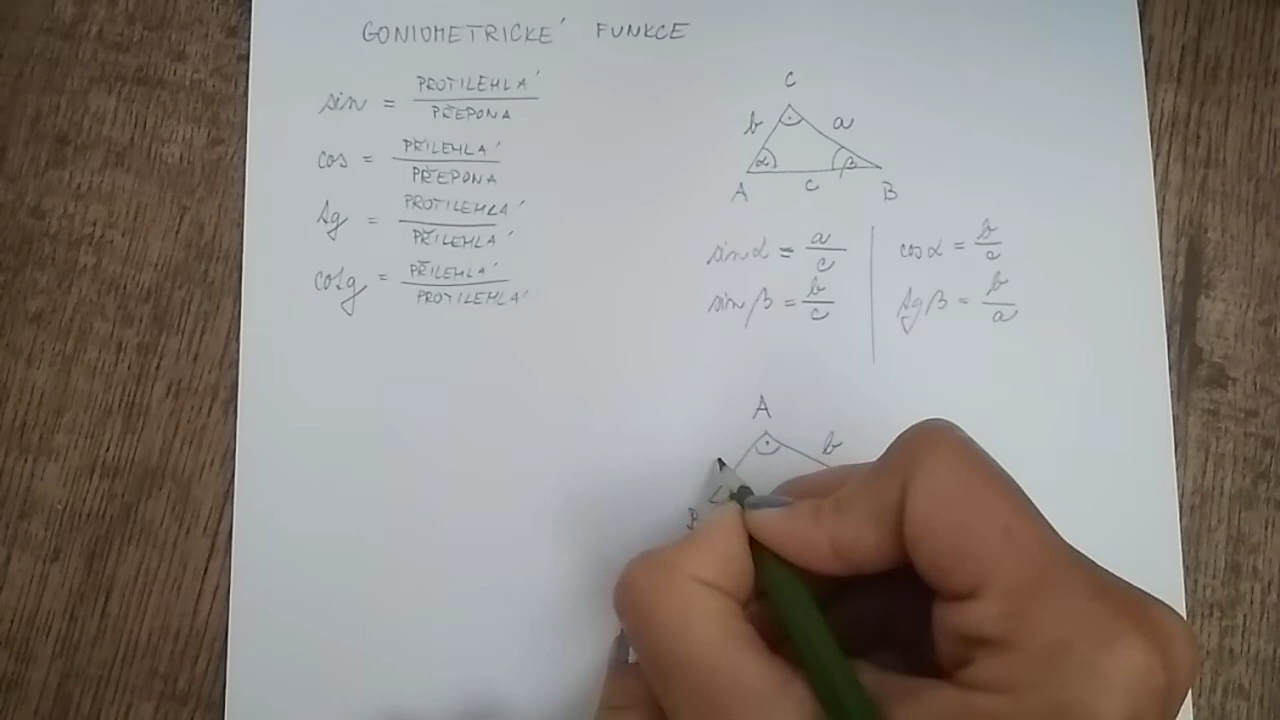 GONIOMETRICKÉ FUNKCE
sin = PROTILEHLÁ / PŘEPONA
cos = PŘILEHLÁ / PŘEPONA
tg = PROTILEHLÁ / PŘILEHLÁ
cotg = PŘILEHLÁ / PROTILEHLÁ
C
b a
α β
A c B
sin α = a / c
cos α = b / c
sin β = b / c
tg β = b / a
A
b
B